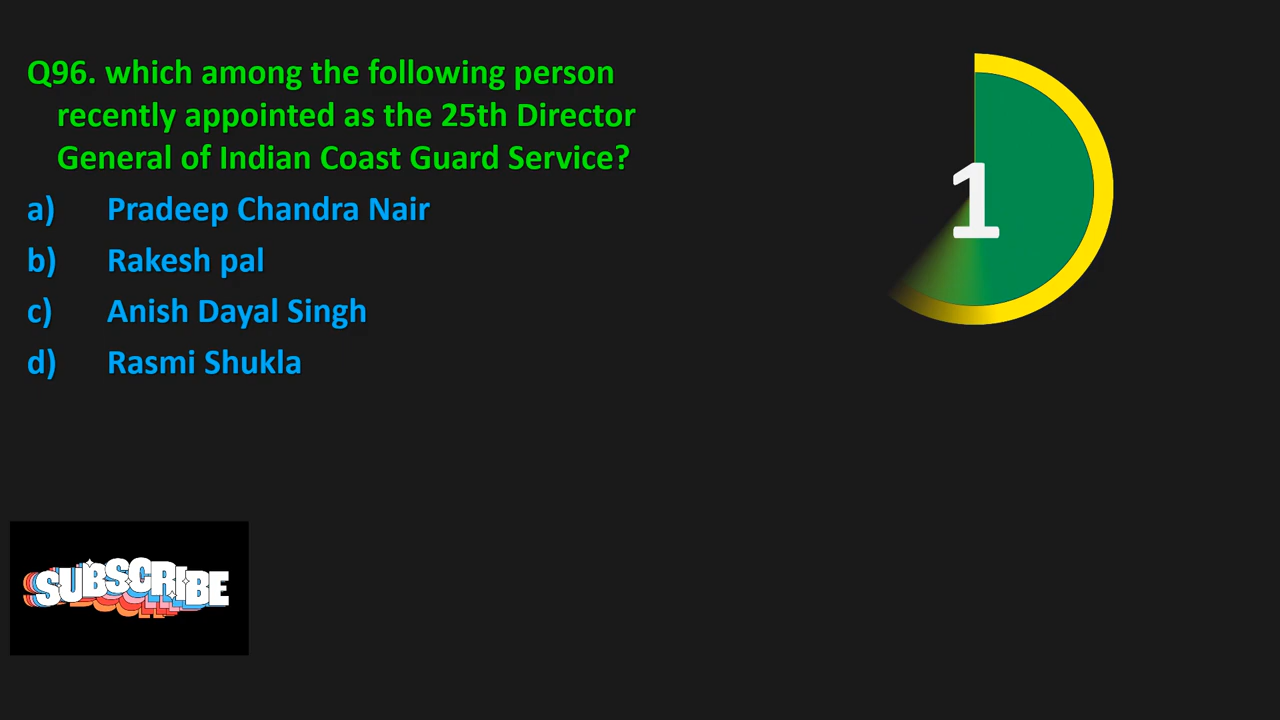 Q96. which among the following person
recently appointed as the 25th Director
General of Indian Coast Guard Service?
a) Pradeep Chandra Nair
b) Rakesh pal
c) Anish Dayal Singh
d) Rasmi Shukla
1
SUBSCRIBE